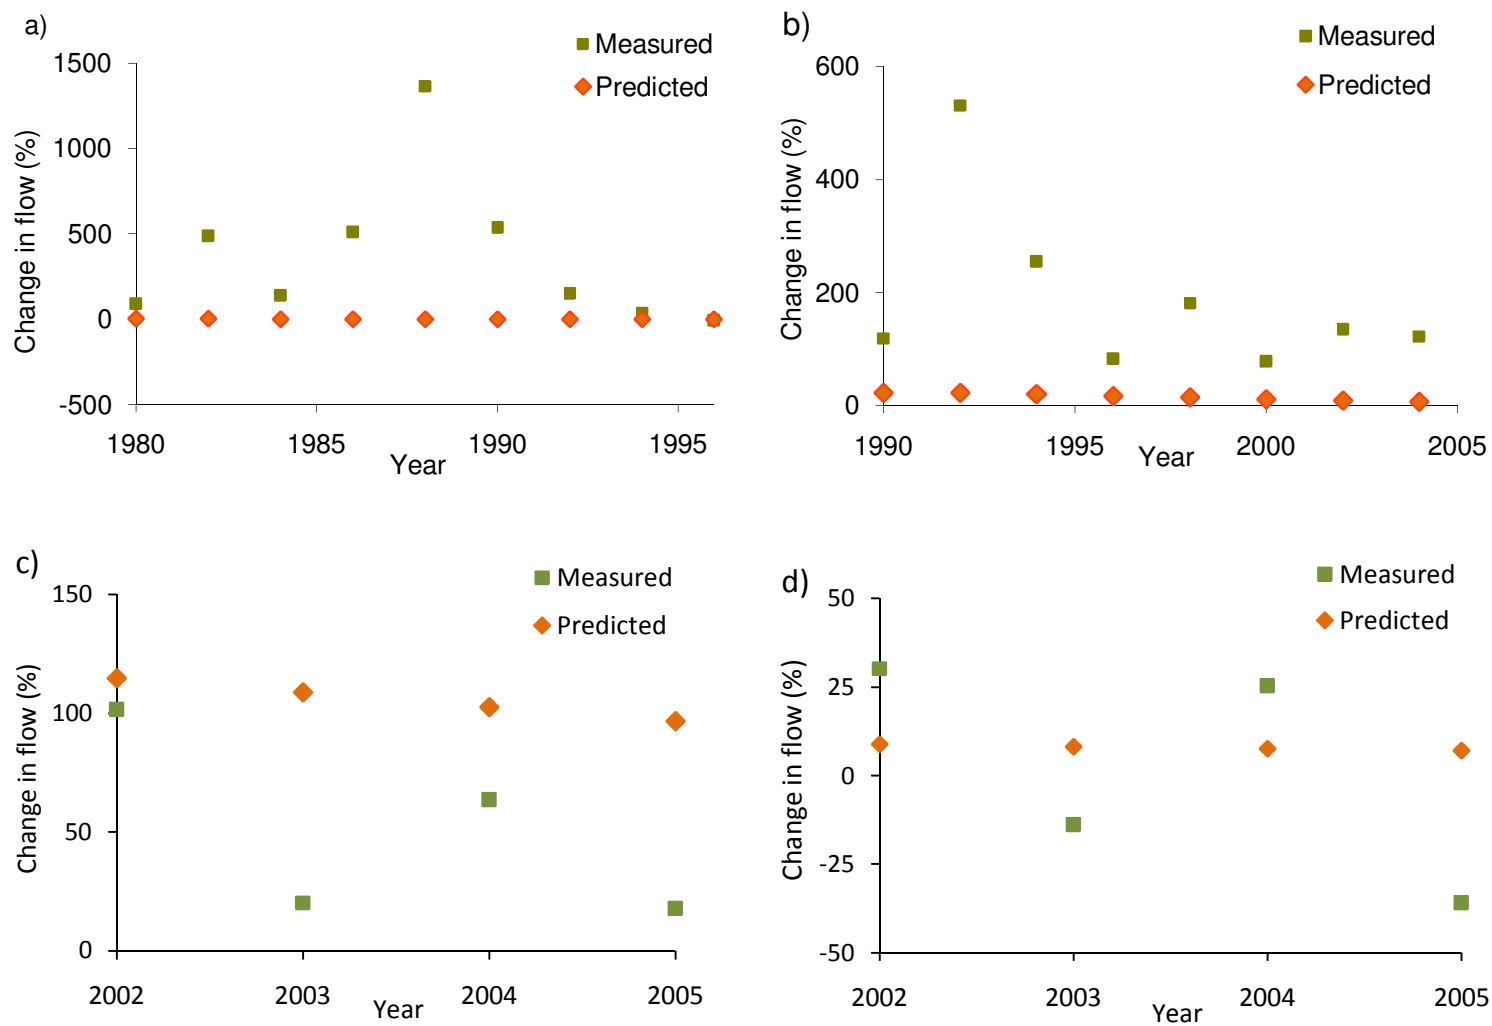 a)
Measured
Predicted
1500
1000
500
0
-500
Change in flow (%)
1980 1985 1990 1995
Year
b)
Measured
Predicted
600
400
200
0
Change in flow (%)
1990 1995 2000 2005
Year
c)
Measured
Predicted
150
100
50
0
Change in flow (%)
2002 2003 2004 2005
Year
d)
Measured
Predicted
50
25
0
-25
-50
Change in flow (%)
2002 2003 2004 2005
Year